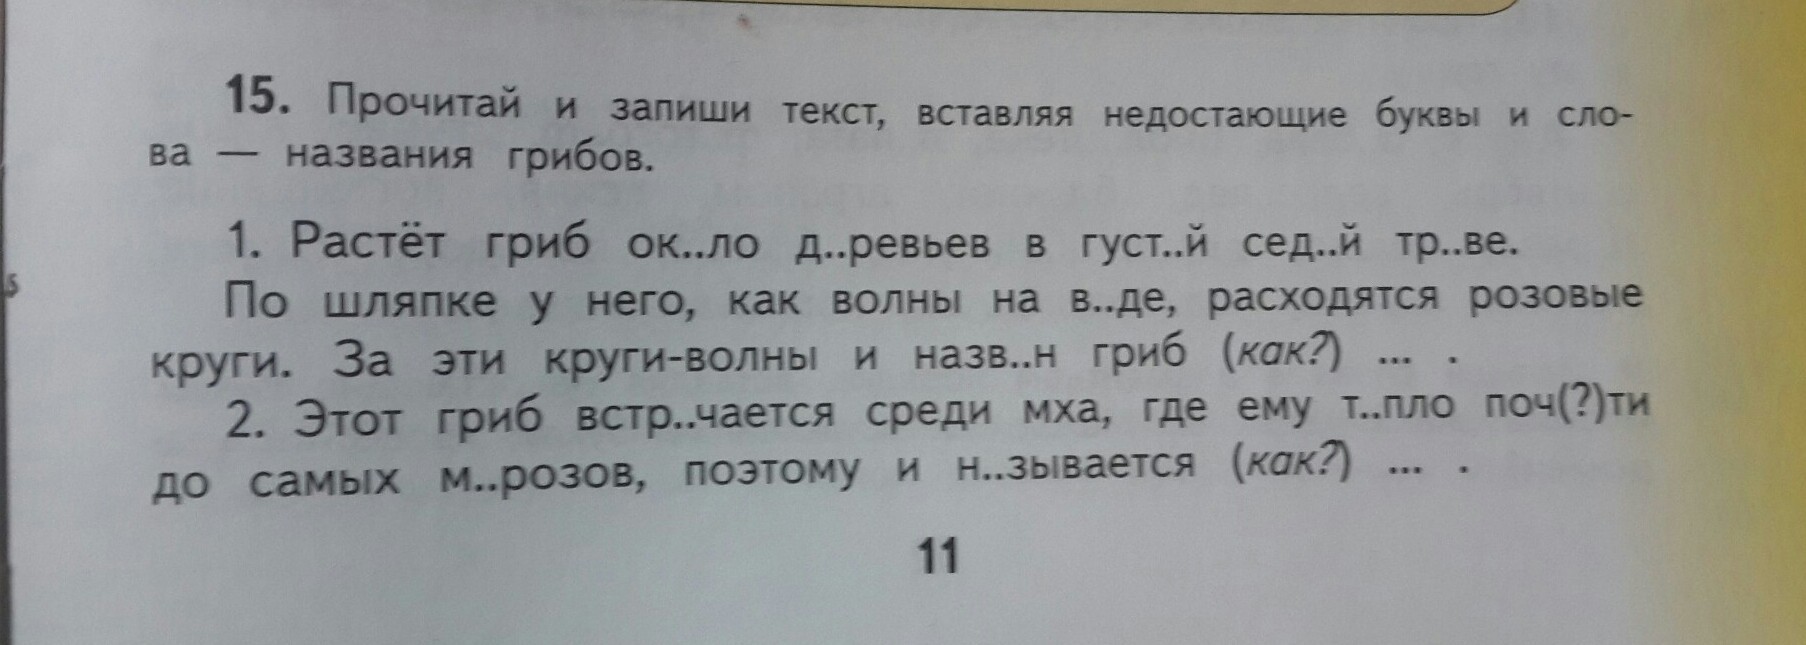 15. Прочитай и запиши текст, вставляя недостающие буквы и сло-
ва — названия грибов.
1. Растёт гриб ок..ло д..ревьев в густ..й сед..й тр..ве.
По шляпке у него, как волны на в..де, расходятся розовые
круги. За эти круги-волны и назв..н гриб (как?) ... .
2. Этот гриб встр..чается среди мха, где ему т..пло поч(?)ти
до самых м..розов, поэтому и н..зывается (как?) ... .
11